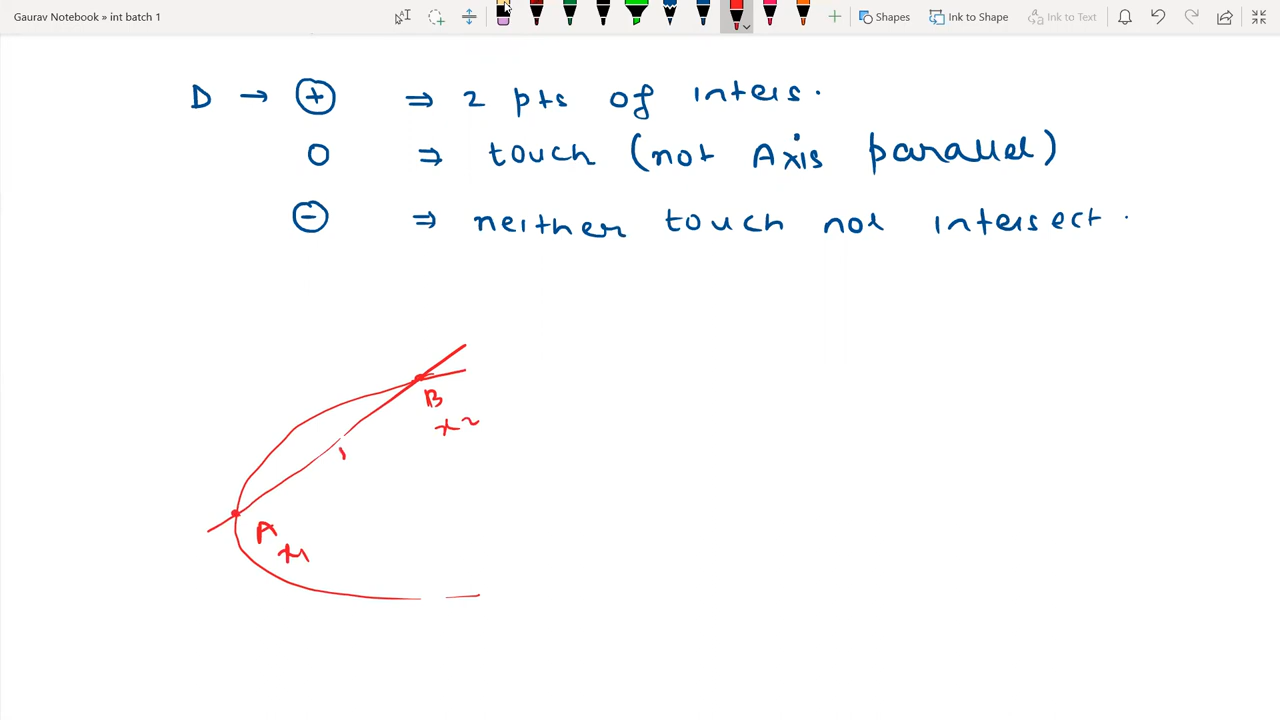 Gaurav Notebook » int batch 1
Shapes
Ink to Shape
Ink to Text
D → + ⇒ 2 pts of inters.
0 ⇒ touch (not Axis parallel)
- ⇒ neither touch not intersect.
B
x2
A
x1